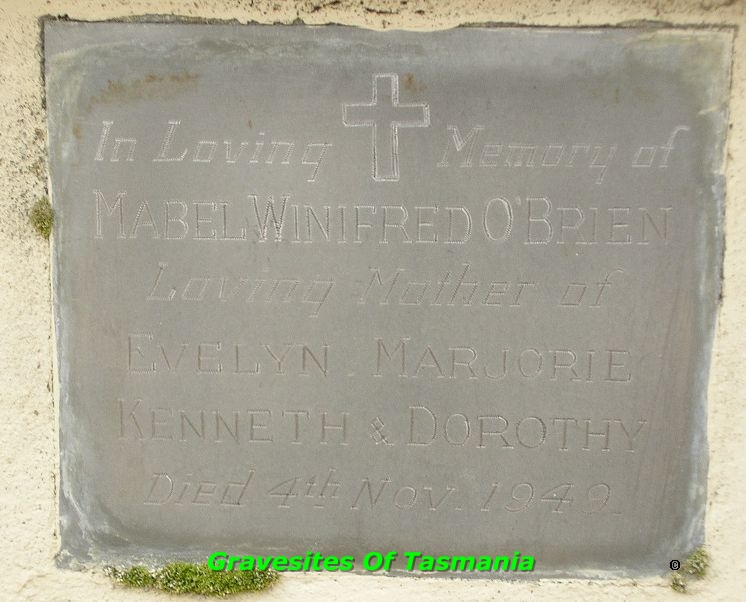 In Loving Memory of
MABEL WINIFRED O'BRIEN
Loving Mother of
EVELYN MARJORIE
KENNETH & DOROTHY
Died 4th Nov. 1949.
Gravesites Of Tasmania ©